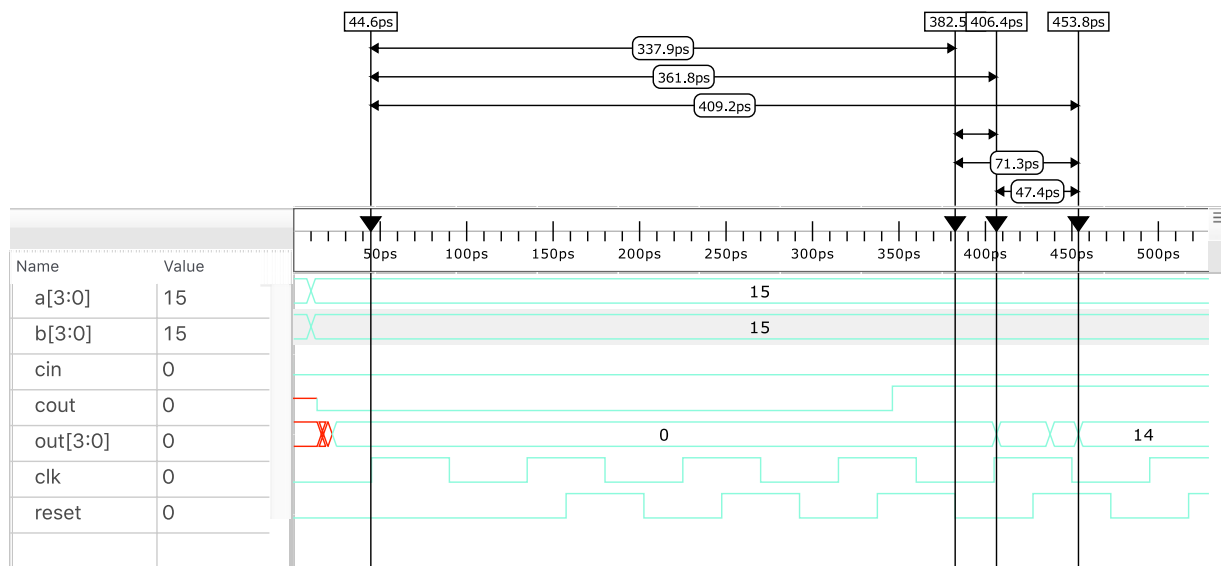 44.6ps 382.5 406.4ps 453.8ps
337.9ps
361.8ps
409.2ps
71.3ps
47.4ps
50ps 100ps 150ps 200ps 250ps 300ps 350ps 400ps 450ps 500ps
Name Value
a[3:0] 15 15
b[3:0] 15 15
cin 0
cout 0
out[3:0] 0 0 14
clk 0
reset 0